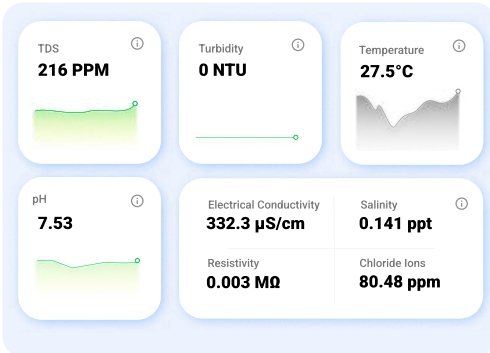 TDS
216 PPM
Turbidity
0 NTU
Temperature
27.5°C
pH
7.53
Electrical Conductivity
332.3 µS/cm
Salinity
0.141 ppt
Resistivity
0.003 MΩ
Chloride Ions
80.48 ppm